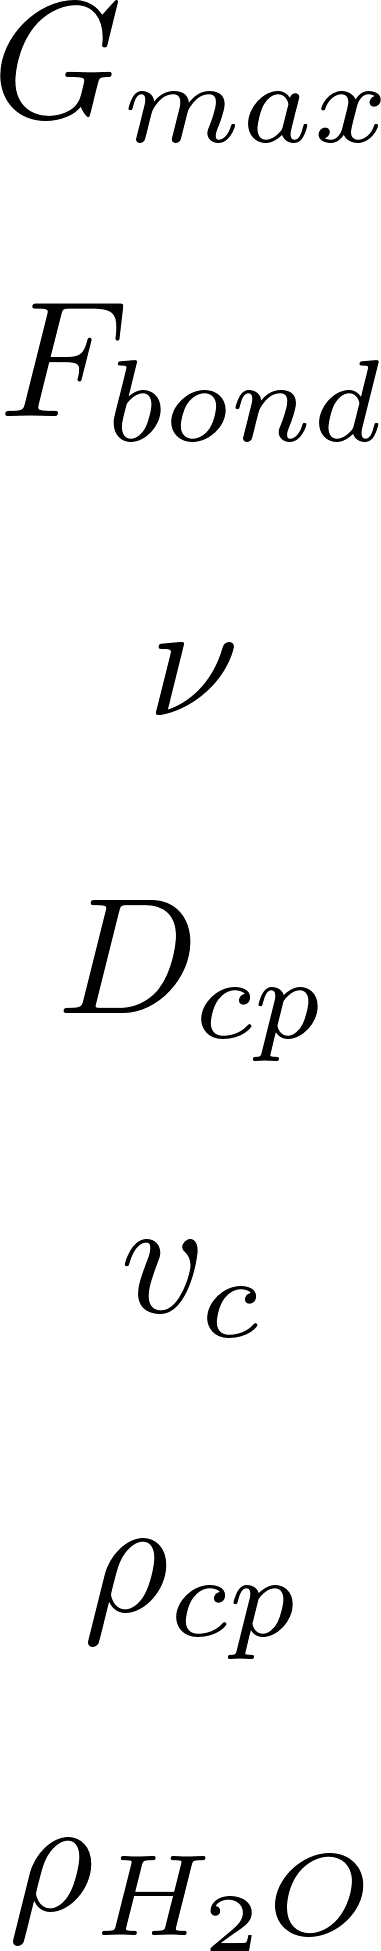 G_{max}
F_{bond}
ν
D_{cp}
v_c
ρ_{cp}
ρ_{H_2O}